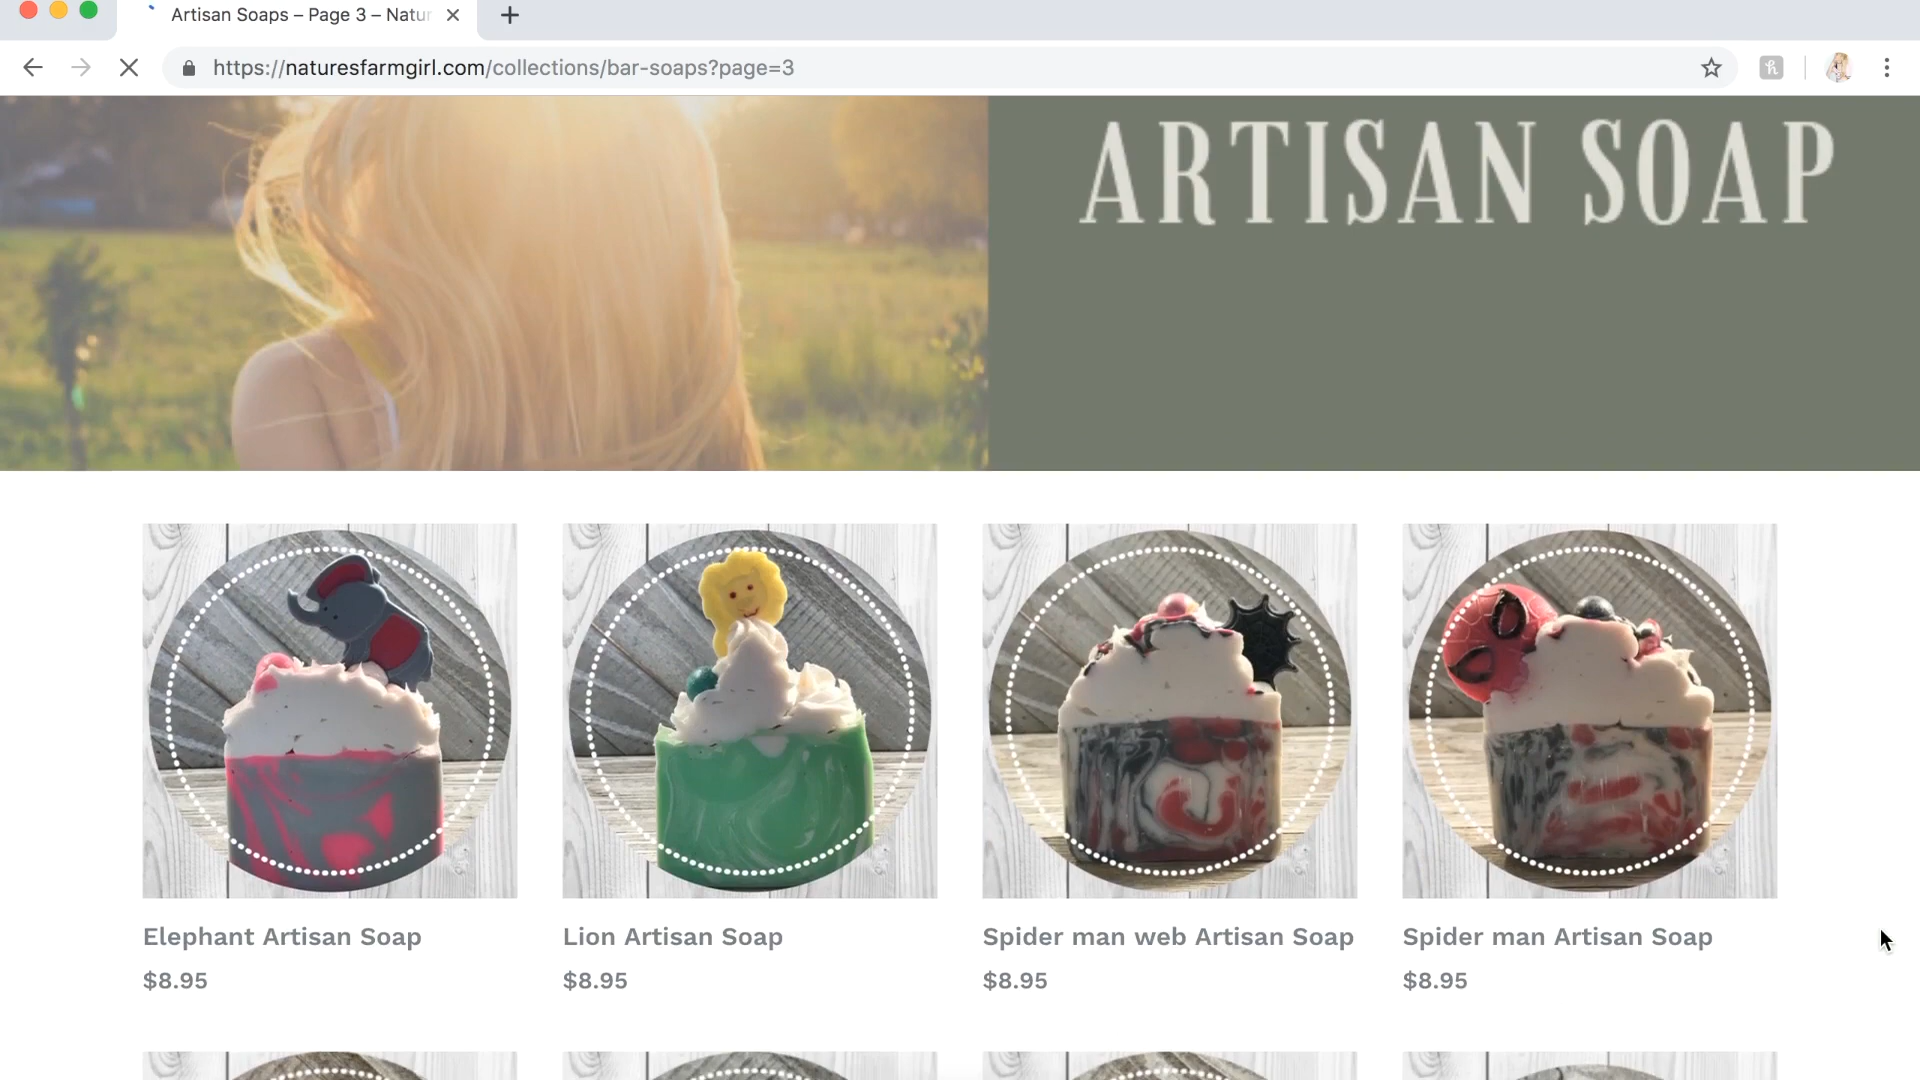 Artisan Soaps – Page 3 – Natur
https://naturesfarmgirl.com/collections/bar-soaps?page=3
ARTISAN SOAP
Elephant Artisan Soap
$8.95
Lion Artisan Soap
$8.95
Spider man web Artisan Soap
$8.95
Spider man Artisan Soap
$8.95